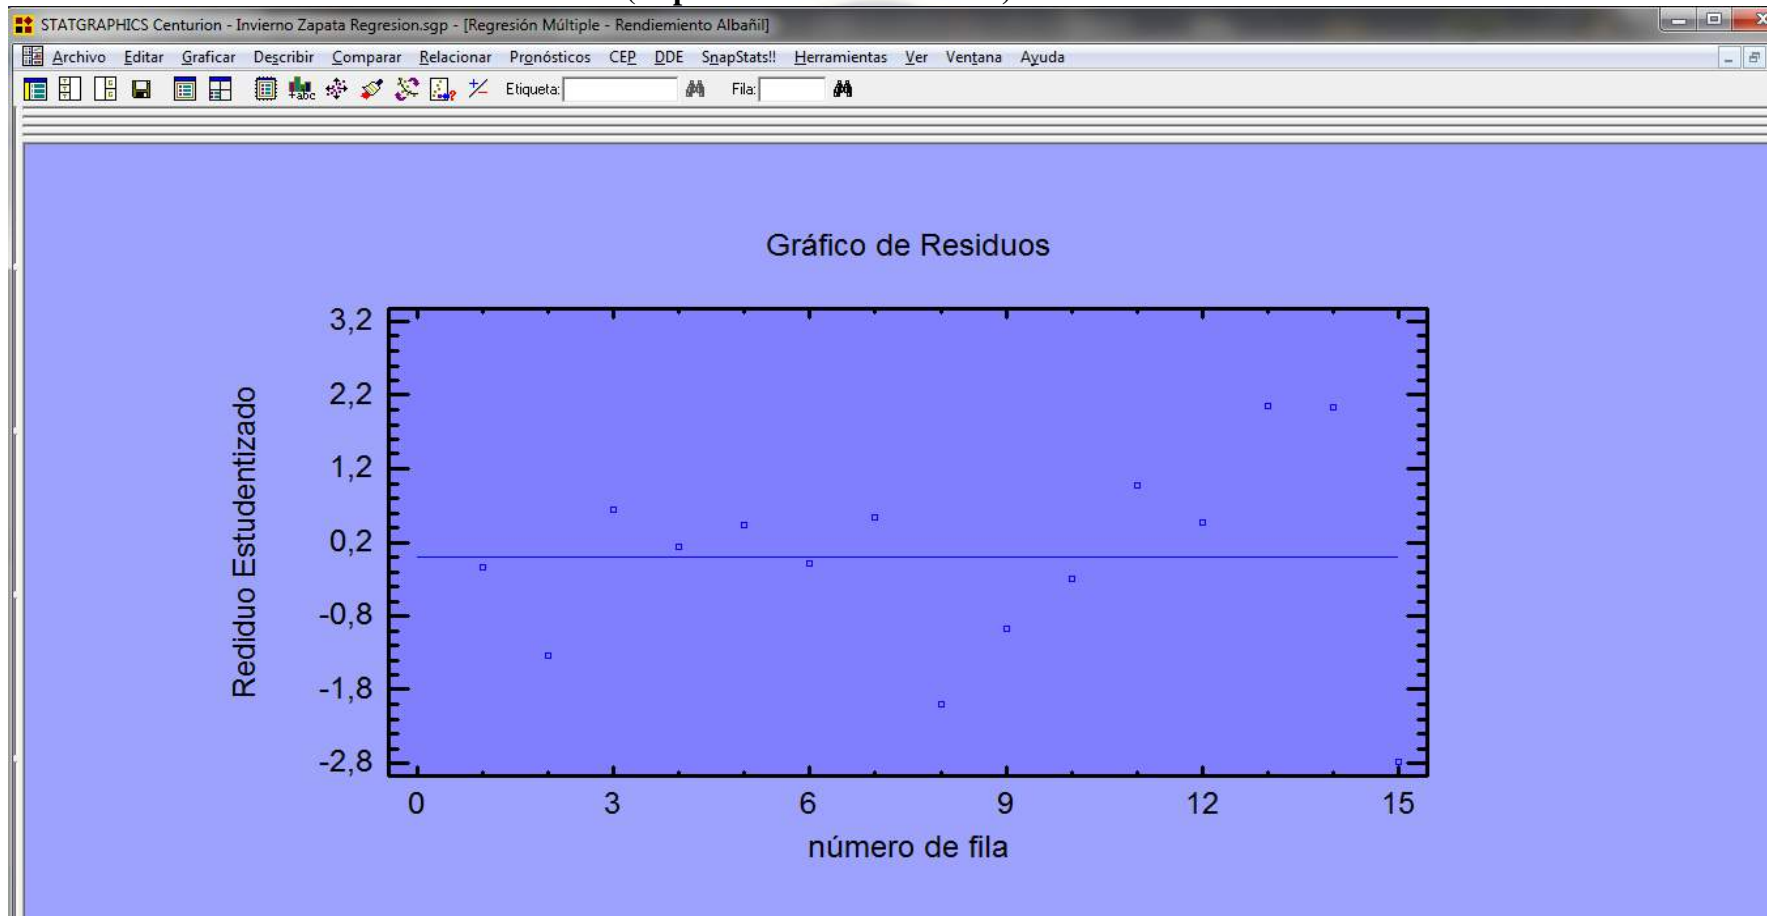 STATGRAPHICS Centurion - Invierno Zapata Regresion.sgp - [Regresión Múltiple - Rendiemiento Albañil]
Archivo Editar Graficar Describir Comparar Relacionar Pronósticos CEP DDE SnapStats!! Herramientas Ver Ventana Ayuda
Etiqueta: Fila:
Gráfico de Residuos
3,2
2,2
1,2
0,2
-0,8
-1,8
-2,8
Rediduo Estudentizado
0 3 6 9 12 15
número de fila